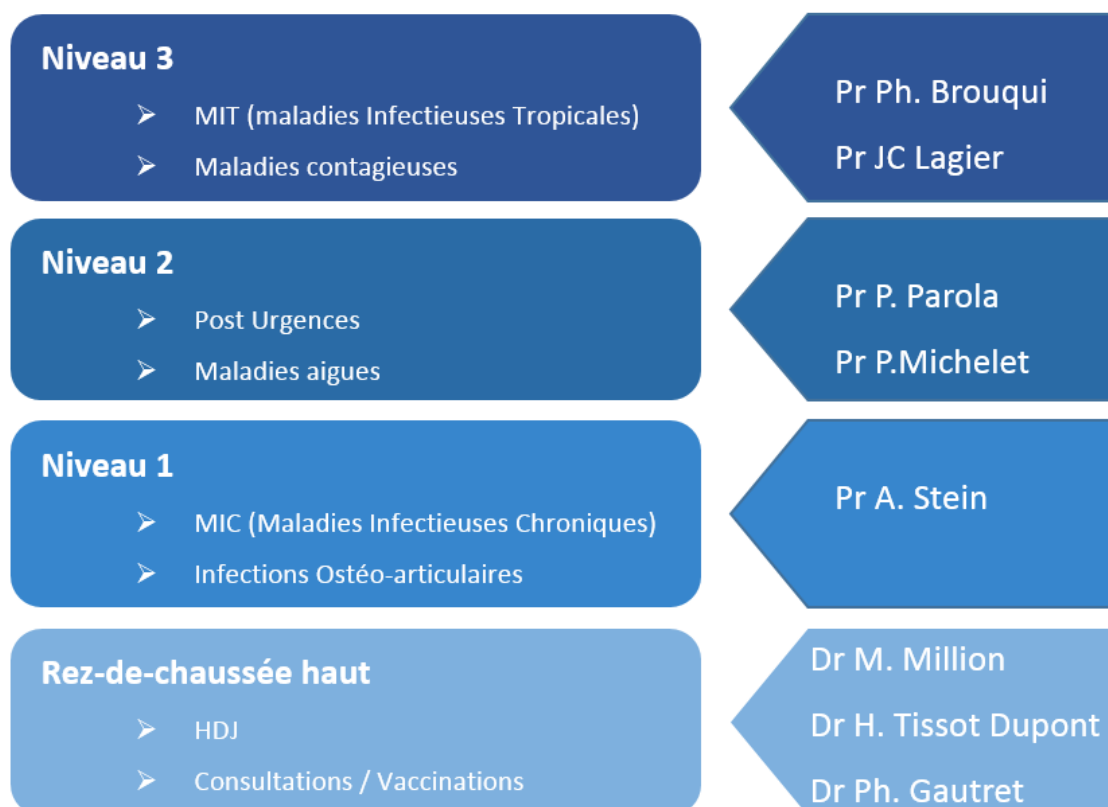 Niveau 3
➢ MIT (maladies Infectieuses Tropicales)
➢ Maladies contagieuses
Pr Ph. Brouqui
Pr JC Lagier
Niveau 2
➢ Post Urgences
➢ Maladies aigues
Pr P. Parola
Pr P.Michelet
Niveau 1
➢ MIC (Maladies Infectieuses Chroniques)
➢ Infections Ostéo-articulaires
Pr A. Stein
Rez-de-chaussée haut
➢ HDJ
➢ Consultations / Vaccinations
Dr M. Million
Dr H. Tissot Dupont
Dr Ph. Gautret